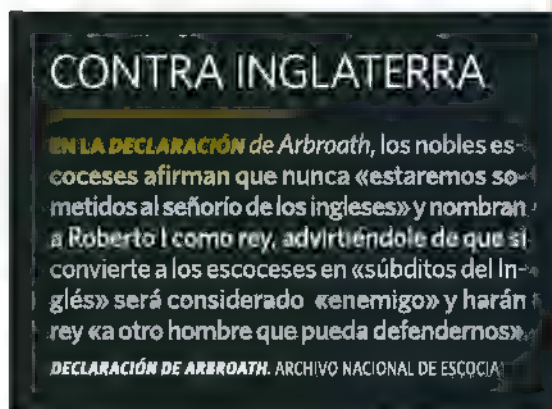 CONTRA INGLATERRA
EN LA DECLARACIÓN de Arbroath, los nobles es-
coceses afirman que nunca «estaremos so-
metidos al señorío de los ingleses» y nombran
a Roberto I como rey, advirtiéndole de que si
convierte a los escoceses en «súbditos del In-
glés» será considerado «enemigo» y harán
rey «a otro hombre que pueda defendernos».
DECLARACIÓN DE ARBROATH. ARCHIVO NACIONAL DE ESCOCIA